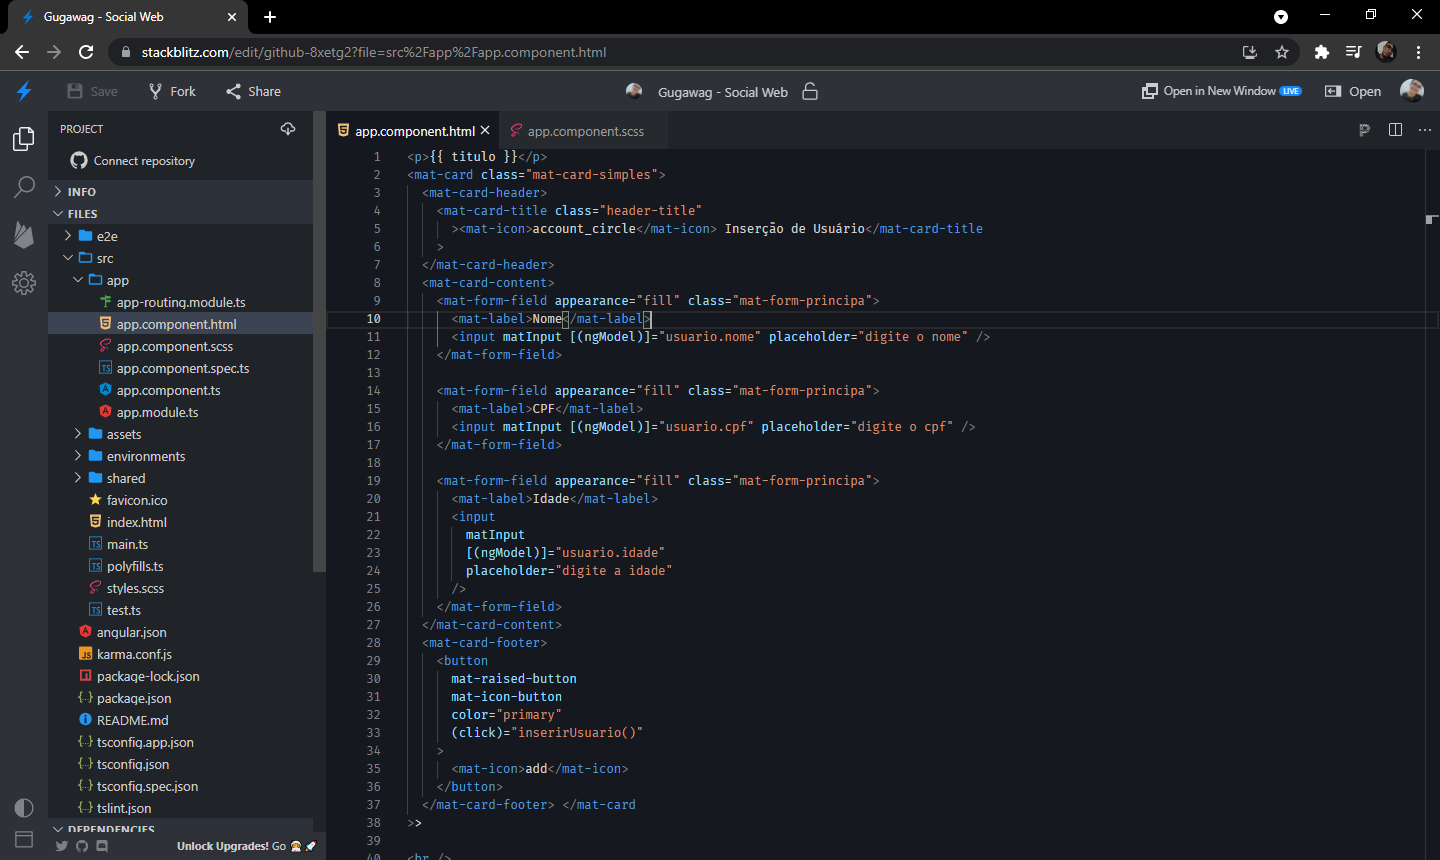 Gugawag - Social Web
stackblitz.com/edit/github-8xetg2?file=src%2Fapp%2Fapp.component.html
Save
Fork
Share
Gugawag - Social Web
Open in New Window
LIVE
Open
PROJECT
Connect repository
INFO
FILES
e2e
src
app
app-routing.module.ts
app.component.html
app.component.scss
app.component.spec.ts
app.component.ts
app.module.ts
assets
environments
shared
favicon.ico
index.html
main.ts
polyfills.ts
styles.scss
test.ts
angular.json
karma.conf.js
package-lock.json
package.json
README.md
tsconfig.app.json
tsconfig.json
tsconfig.spec.json
tslint.json
DEPENDENCIES
Unlock Upgrades! Go
app.component.html
app.component.scss
1 <p>{{ titulo }}</p>
2 <mat-card class="mat-card-simples">
3 <mat-card-header>
4 <mat-card-title class="header-title"
5 ><mat-icon>account_circle</mat-icon> Inserção de Usuário</mat-card-title
6 >
7 </mat-card-header>
8 <mat-card-content>
9 <mat-form-field appearance="fill" class="mat-form-principa">
10 <mat-label>Nome</mat-label>
11 <input matInput [(ngModel)]="usuario.nome" placeholder="digite o nome" />
12 </mat-form-field>
13
14 <mat-form-field appearance="fill" class="mat-form-principa">
15 <mat-label>CPF</mat-label>
16 <input matInput [(ngModel)]="usuario.cpf" placeholder="digite o cpf" />
17 </mat-form-field>
18
19 <mat-form-field appearance="fill" class="mat-form-principa">
20 <mat-label>Idade</mat-label>
21 <input
22 matInput
23 [(ngModel)]="usuario.idade"
24 placeholder="digite a idade"
25 />
26 </mat-form-field>
27 </mat-card-content>
28 <mat-card-footer>
29 <button
30 mat-raised-button
31 mat-icon-button
32 color="primary"
33 (click)="inserirUsuario()"
34 >
35 <mat-icon>add</mat-icon>
36 </button>
37 </mat-card-footer> </mat-card
38 >>
39
40 <br />